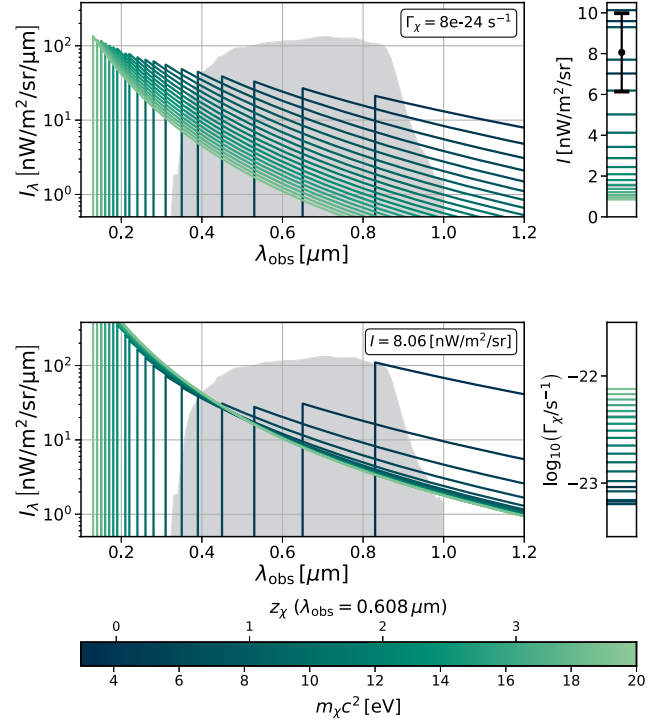 Γχ = 8e-24 s⁻¹
10²
10¹
10⁰
Iλ [nW/m²/sr/μm]
0.2 0.4 0.6 0.8 1.0 1.2
λobs [μm]
10
8
6
4
2
0
I [nW/m²/sr]
I = 8.06 [nW/m²/sr]
10²
10¹
10⁰
Iλ [nW/m²/sr/μm]
0.2 0.4 0.6 0.8 1.0 1.2
λobs [μm]
−22
−23
log₁₀(Γχ/s⁻¹)
zχ (λobs = 0.608 μm)
0 1 2 3
4 6 8 10 12 14 16 18 20
mχc² [eV]